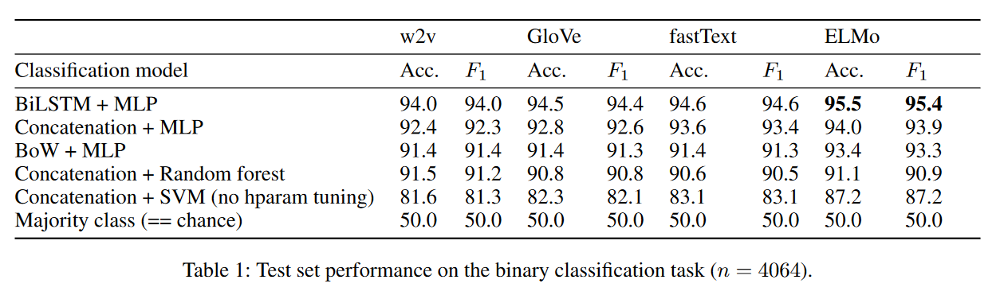 w2v GloVe fastText ELMo
Classification model Acc. F1 Acc. F1 Acc. F1 Acc. F1
BiLSTM + MLP 94.0 94.0 94.5 94.4 94.6 94.6 95.5 95.4
Concatenation + MLP 92.4 92.3 92.8 92.6 93.6 93.4 94.0 93.9
BoW + MLP 91.4 91.4 91.4 91.3 91.4 91.3 93.4 93.3
Concatenation + Random forest 91.5 91.2 90.8 90.8 90.6 90.5 91.1 90.9
Concatenation + SVM (no hparam tuning) 81.6 81.3 82.3 82.1 83.1 83.1 87.2 87.2
Majority class (== chance) 50.0 50.0 50.0 50.0 50.0 50.0 50.0 50.0
Table 1: Test set performance on the binary classification task (n = 4064).